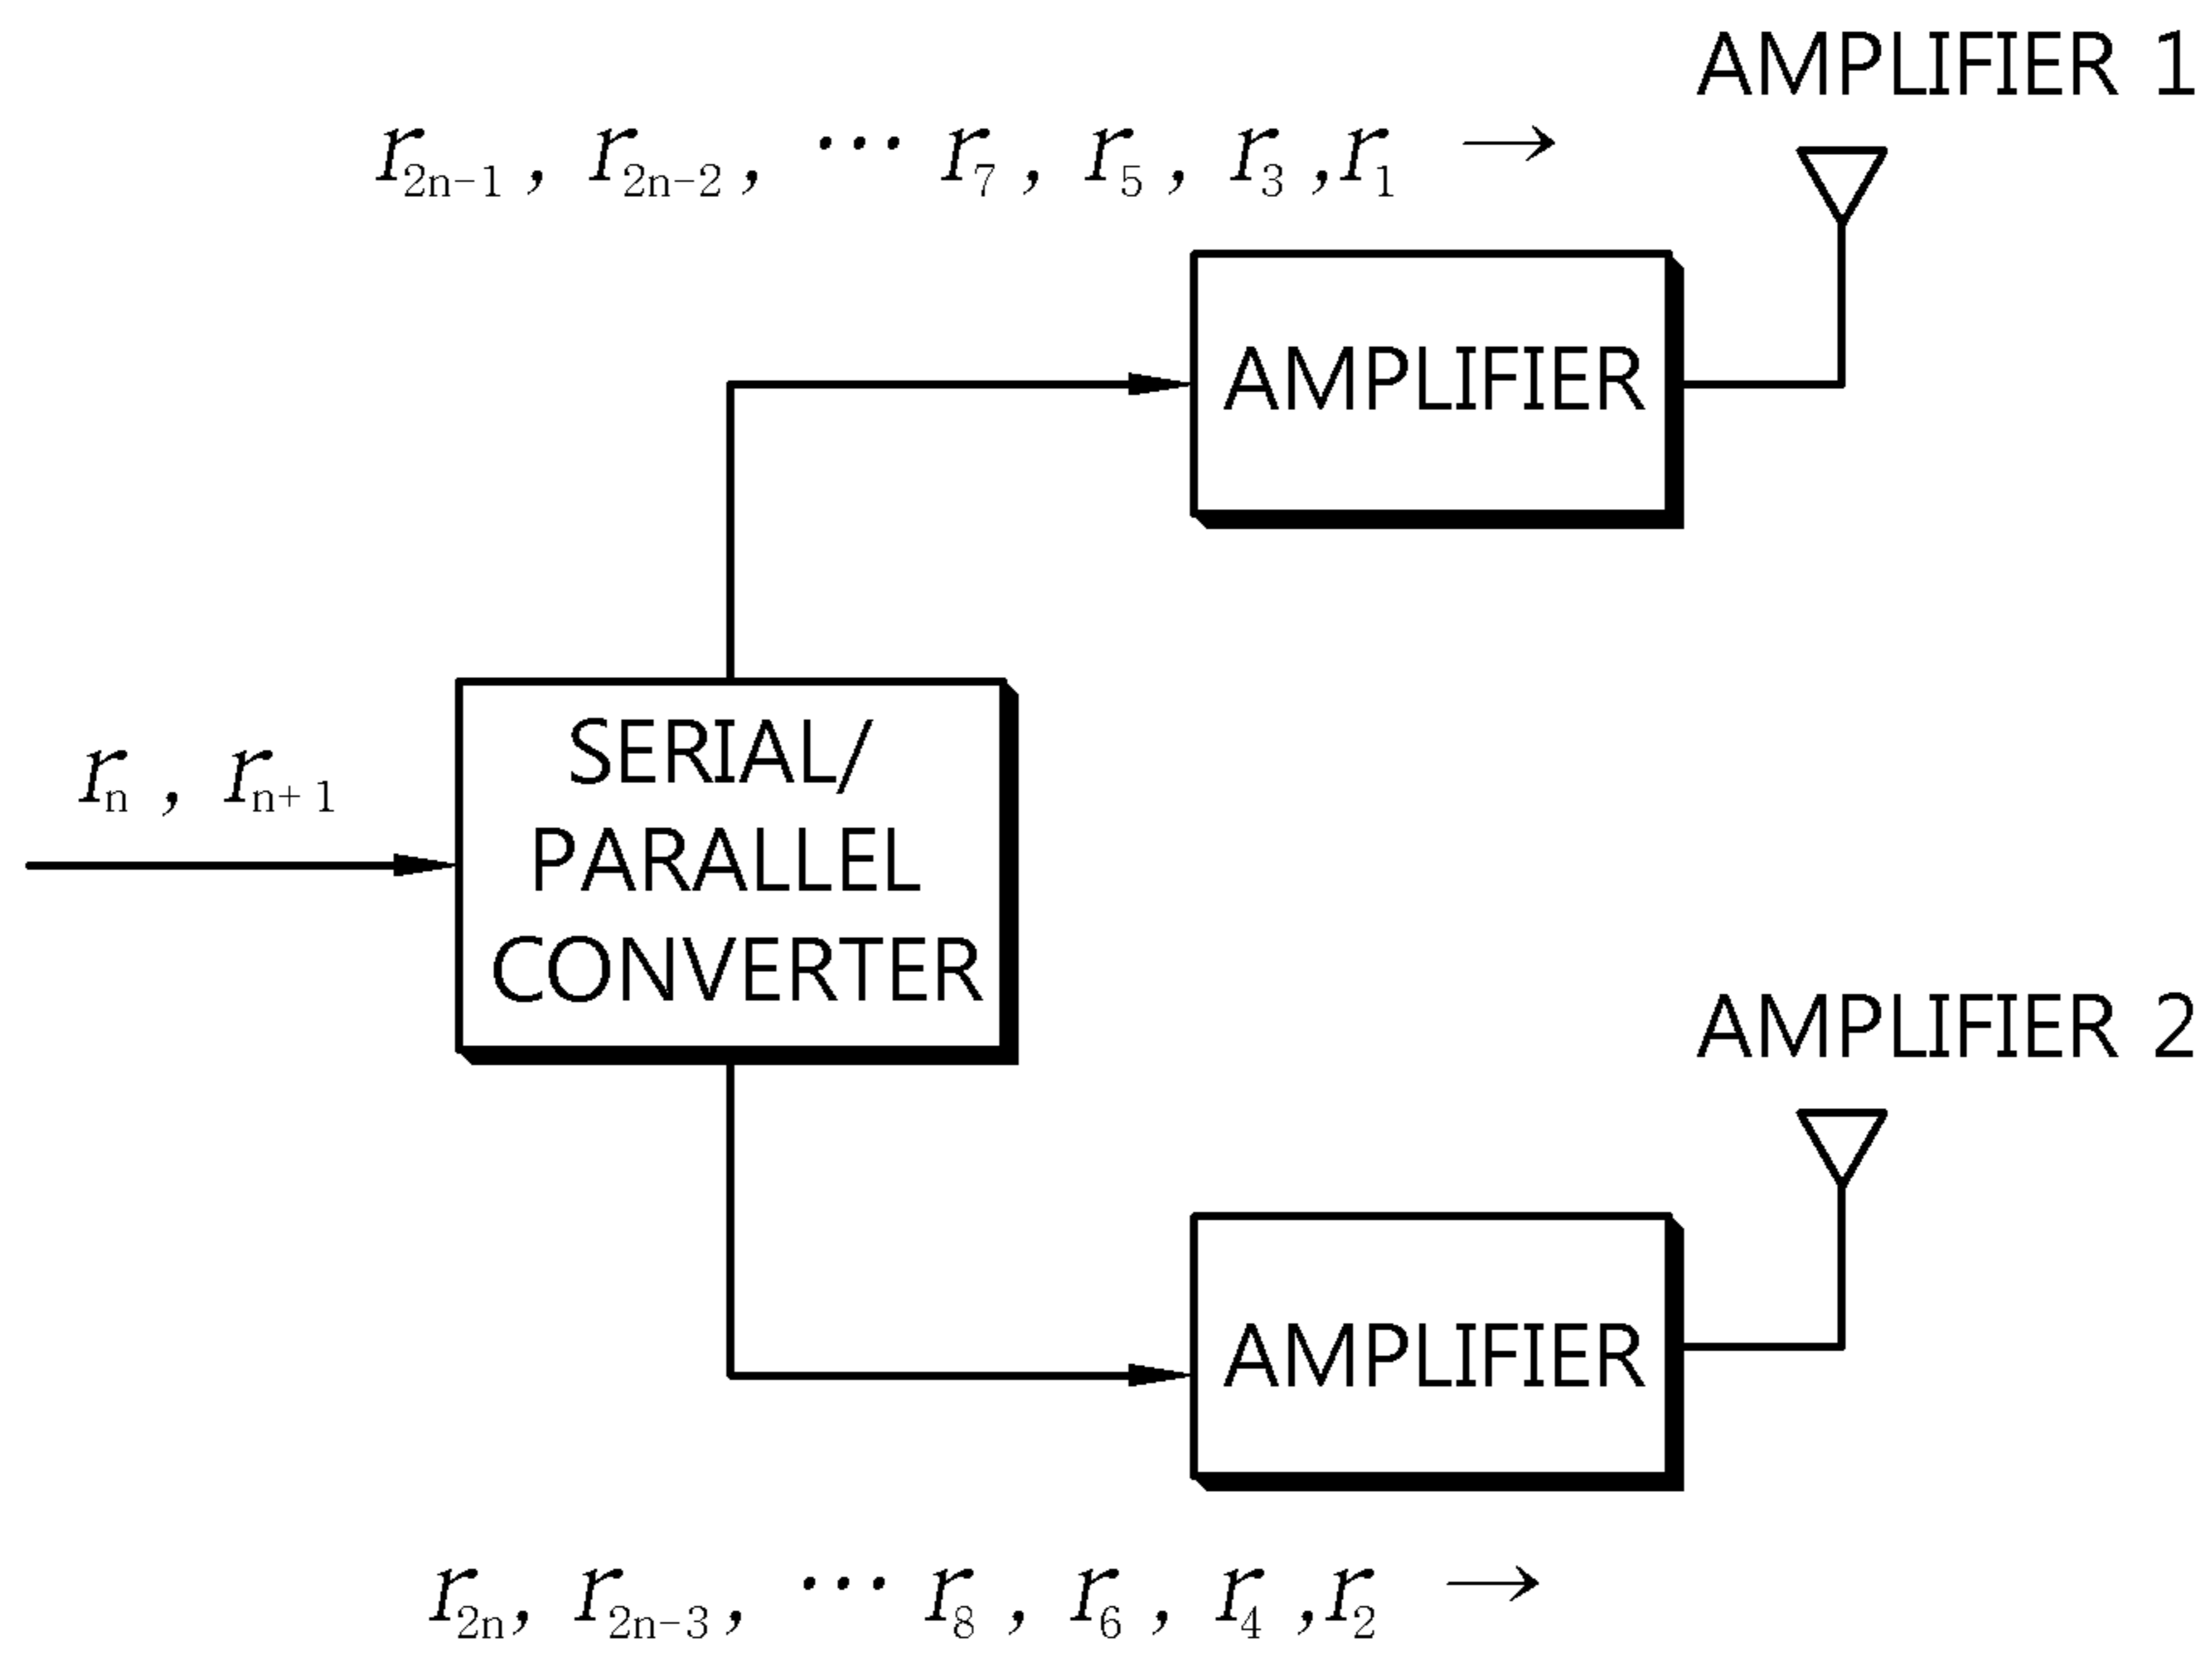 AMPLIFIER 1
r2n-1 , r2n-2 , ··· r7 , r5 , r3 ,r1 →
AMPLIFIER
rn , rn+1
SERIAL/
PARALLEL
CONVERTER
AMPLIFIER 2
AMPLIFIER
r2n, r2n-3 , ··· r8 , r6 , r4 ,r2 →